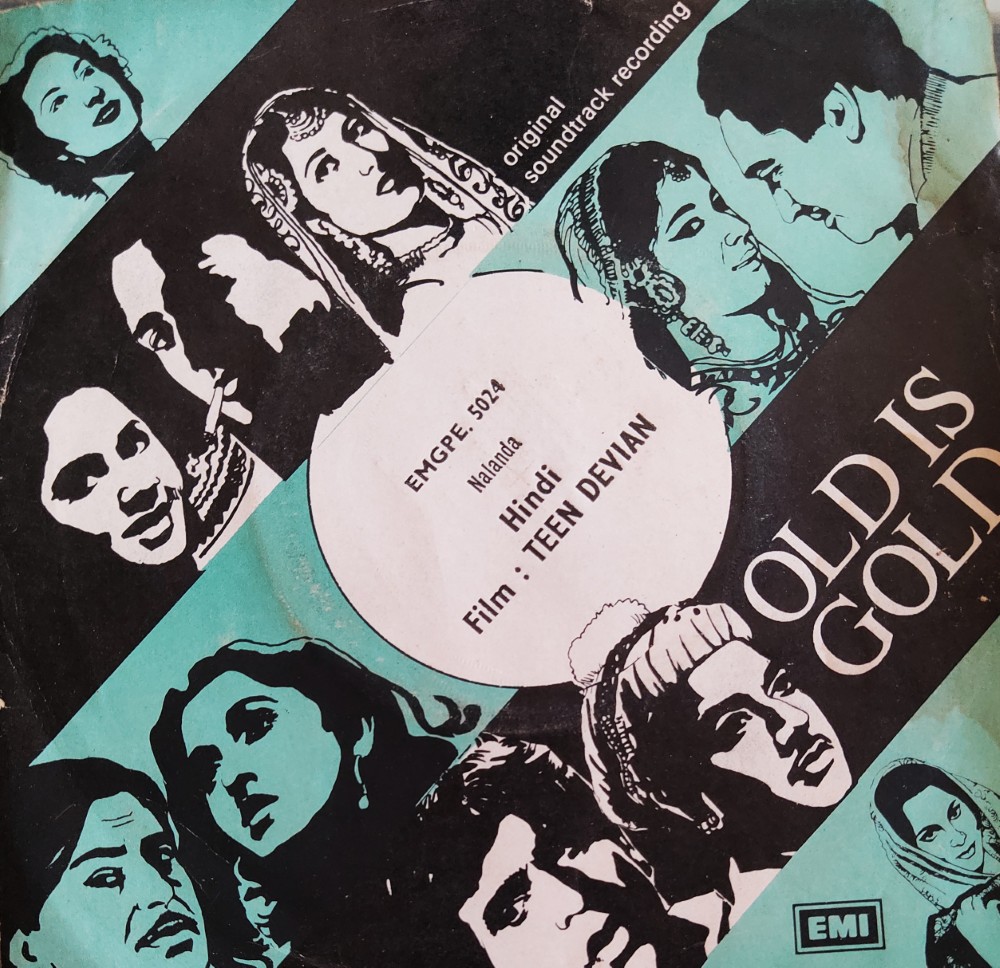 original
soundtrack recording
EMGPE. 5024
Nalanda
Hindi
Film : TEEN DEVIAN
OLD IS
GOLD
EMI